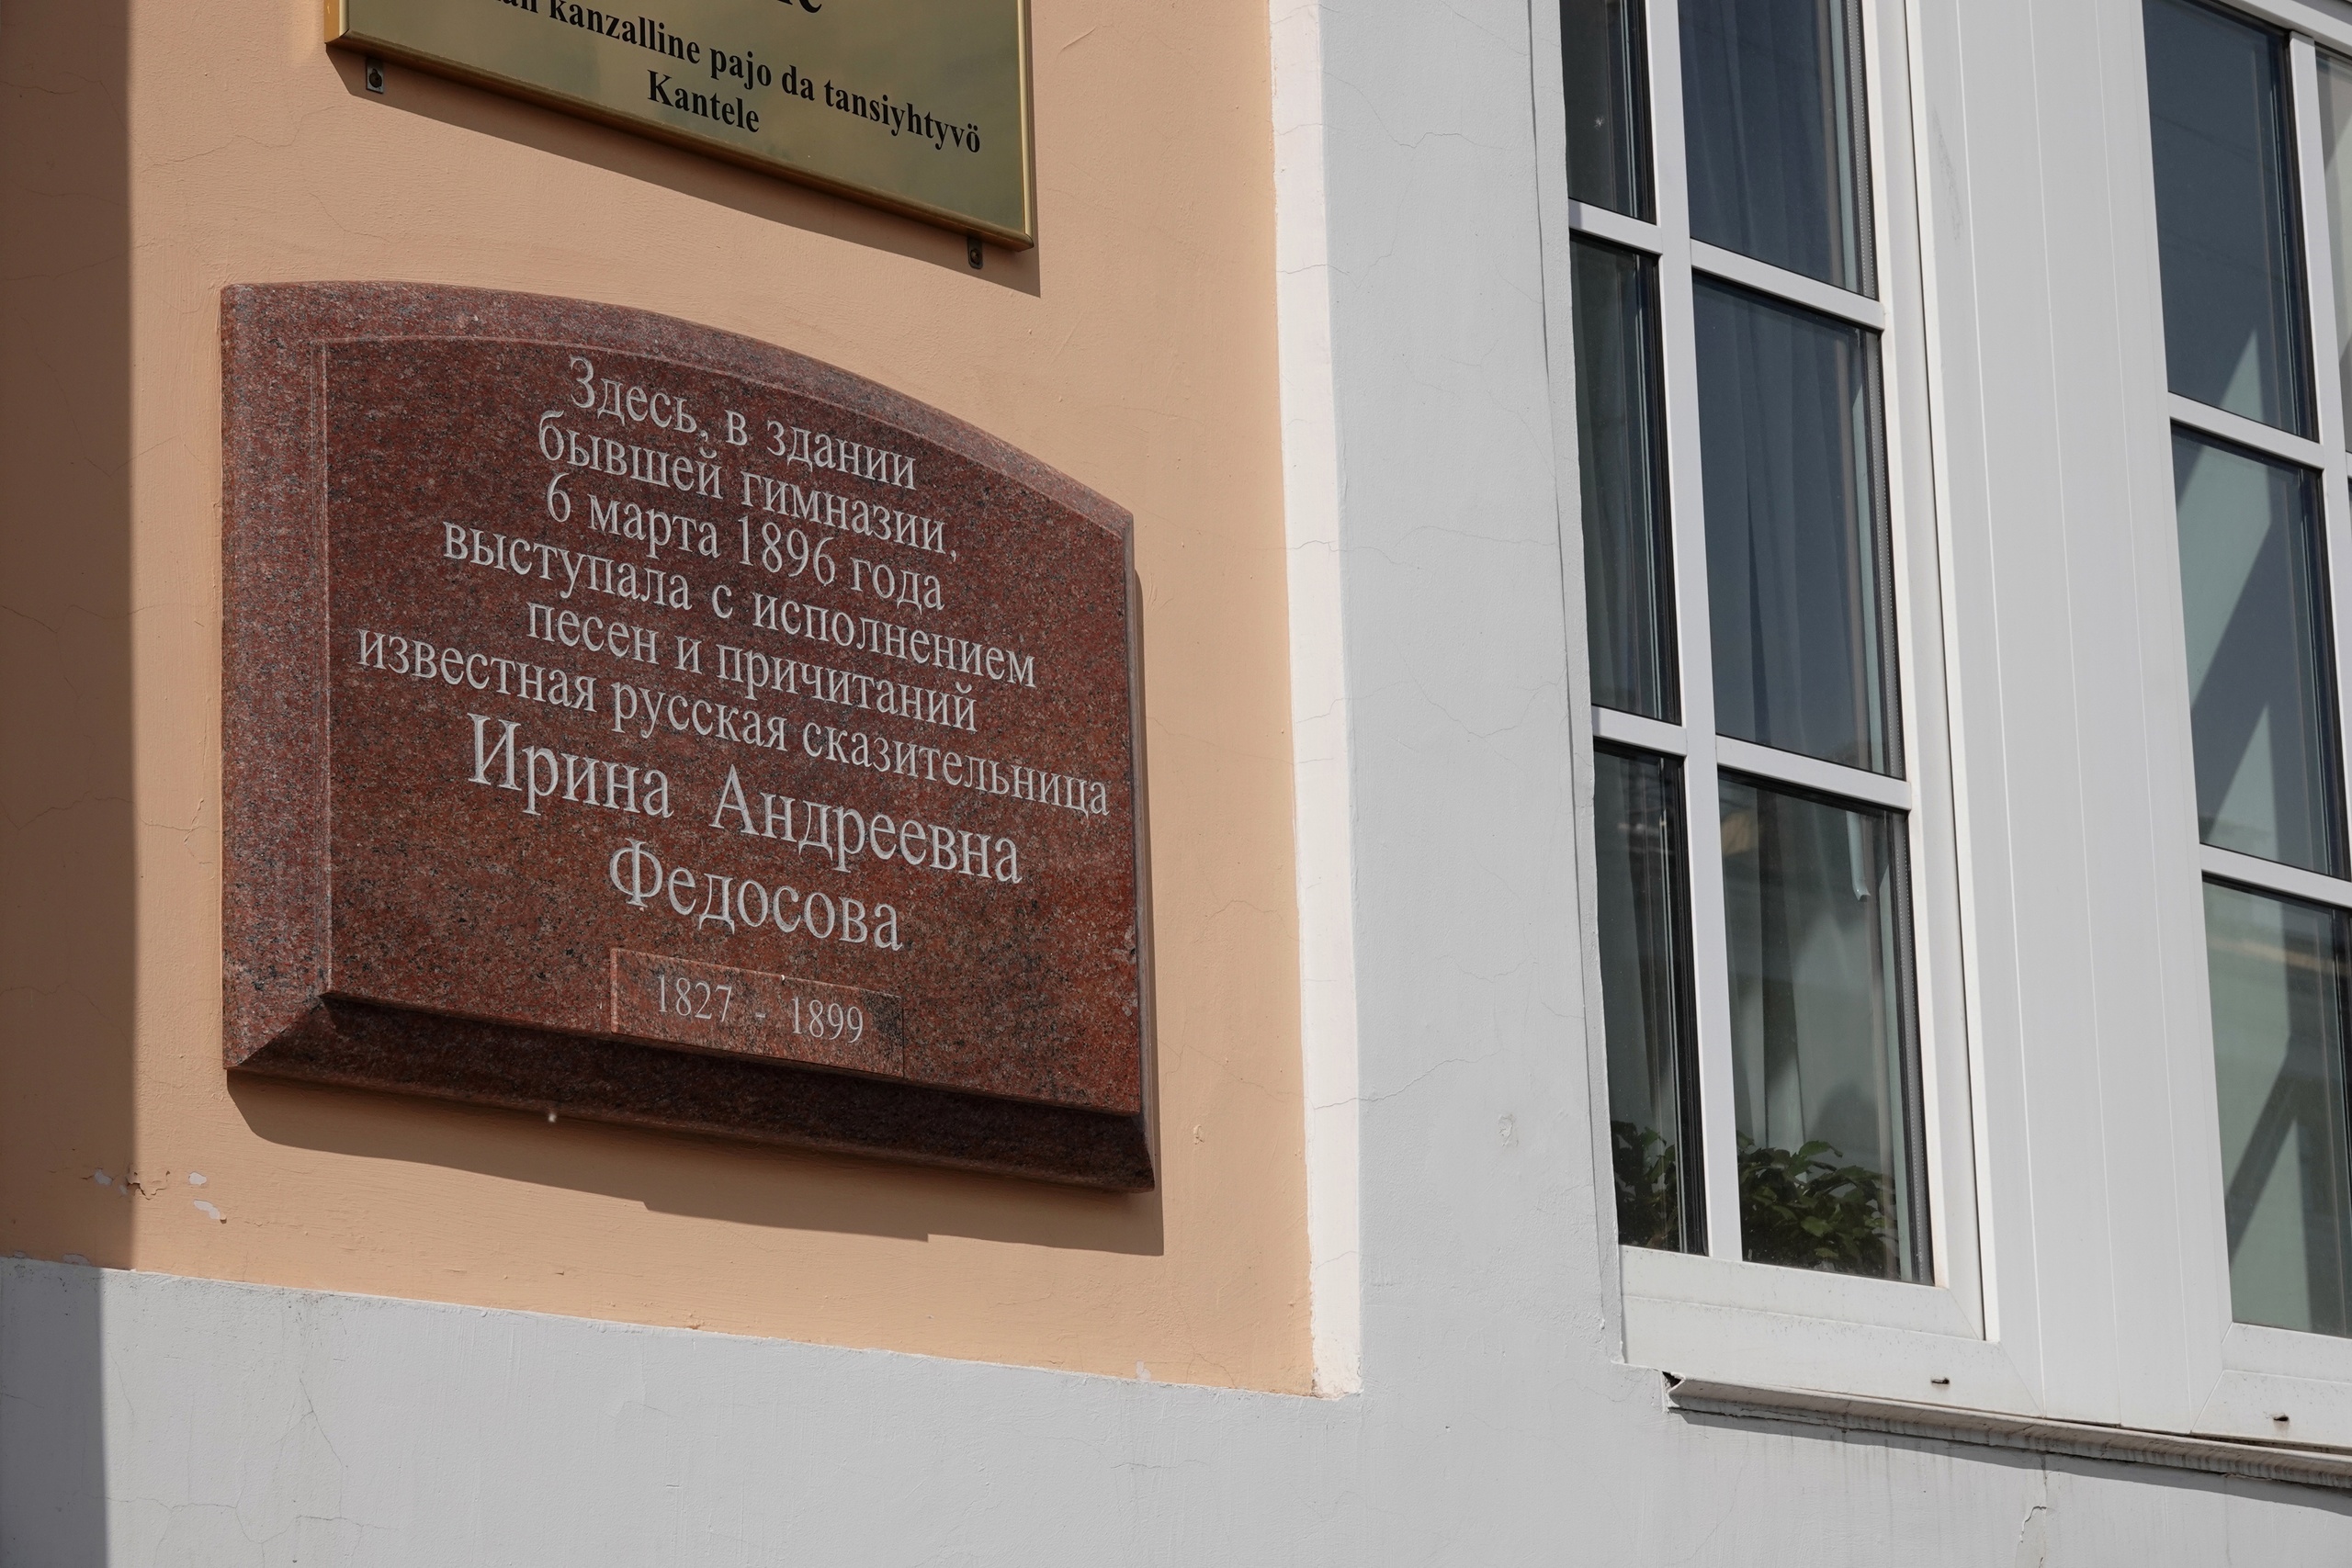 kanzalline pajo da tansiyhtyvö
Kantele
Здесь, в здании
бывшей гимназии,
6 марта 1896 года
выступала с исполнением
песен и причитаний
известная русская сказительница
Ирина Андреевна
Федосова
1827 - 1899